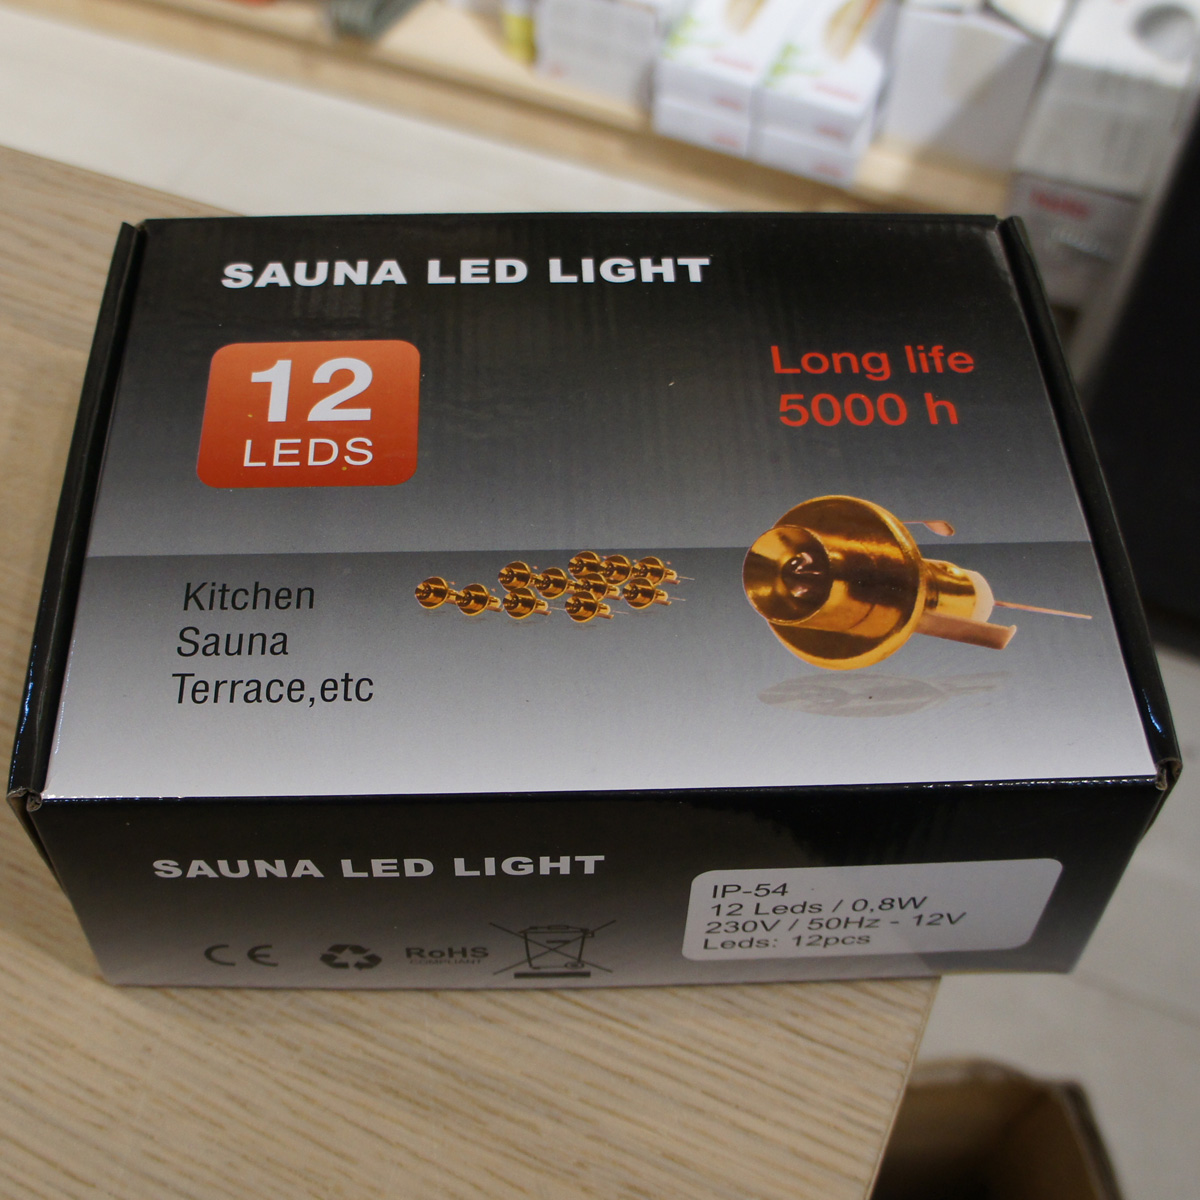 SAUNA LED LIGHT
12
LEDS
Long life
5000 h
Kitchen
Sauna
Terrace,etc
SAUNA LED LIGHT
CE
RoHS
COMPLIANT
IP-54
12 Leds / 0,8W
230V / 50Hz - 12V
Leds: 12pcs